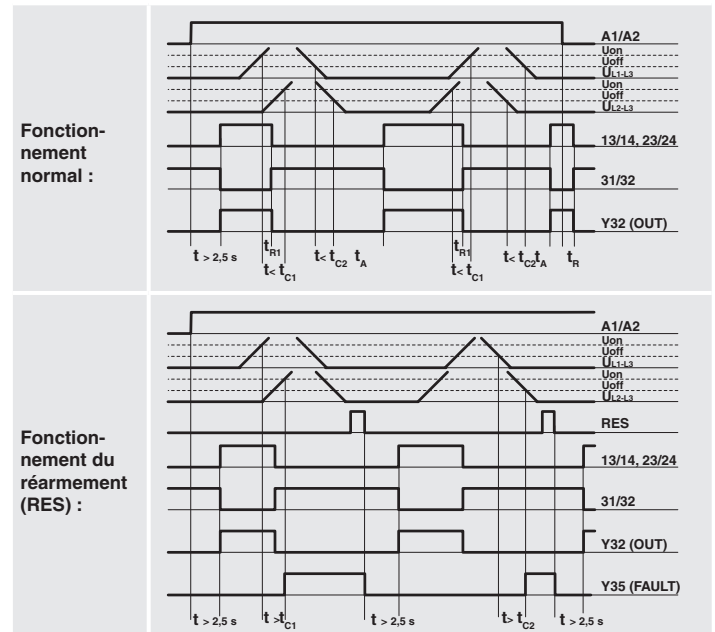 Fonction-
nement
normal :
A1/A2
Uon
Uoff
UL1-L3
Uon
Uoff
UL2-L3
13/14, 23/24
31/32
Y32 (OUT)
t > 2,5 s
tR1
t< tC1
t< tC2
tA
tR1
t< tC1
t< tC2
tA
tR
Fonction-
nement du
réarmement
(RES) :
A1/A2
Uon
Uoff
UL1-L3
Uon
Uoff
UL2-L3
RES
13/14, 23/24
31/32
Y32 (OUT)
Y35 (FAULT)
t > 2,5 s
t >tC1
t > 2,5 s
t> tC2
t > 2,5 s